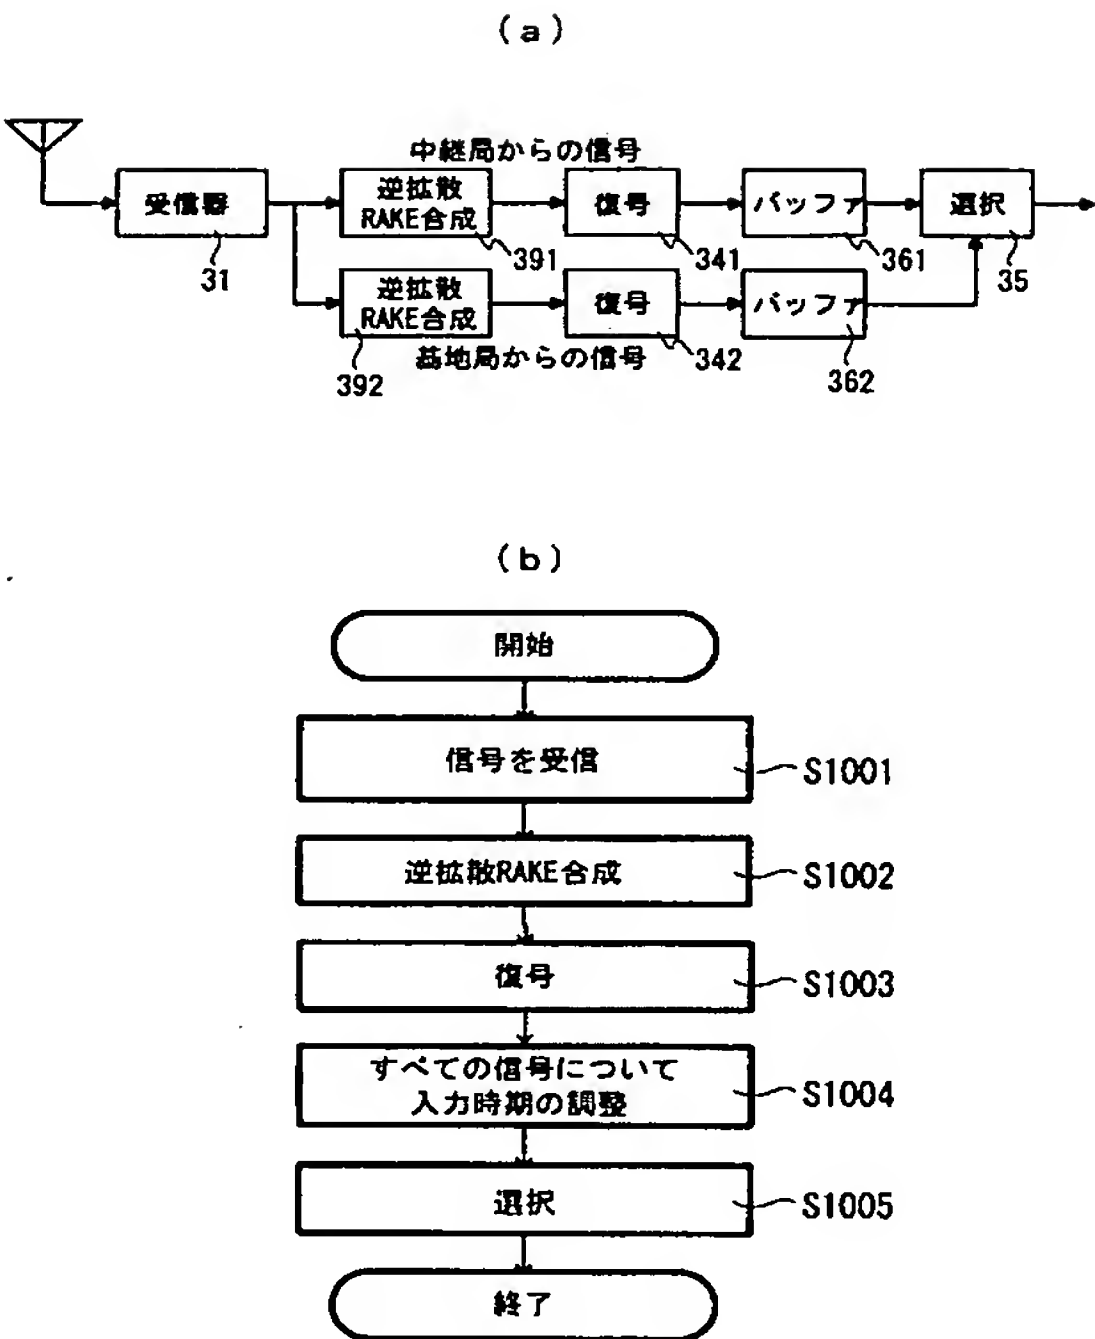 (a)
中継局からの信号
受信器
31
逆拡散
RAKE合成
391
復号
341
バッファ
361
選択
35
逆拡散
RAKE合成
392
復号
342
バッファ
362
基地局からの信号
(b)
開始
信号を受信
S1001
逆拡散RAKE合成
S1002
復号
S1003
すべての信号について
入力時期の調整
S1004
選択
S1005
終了